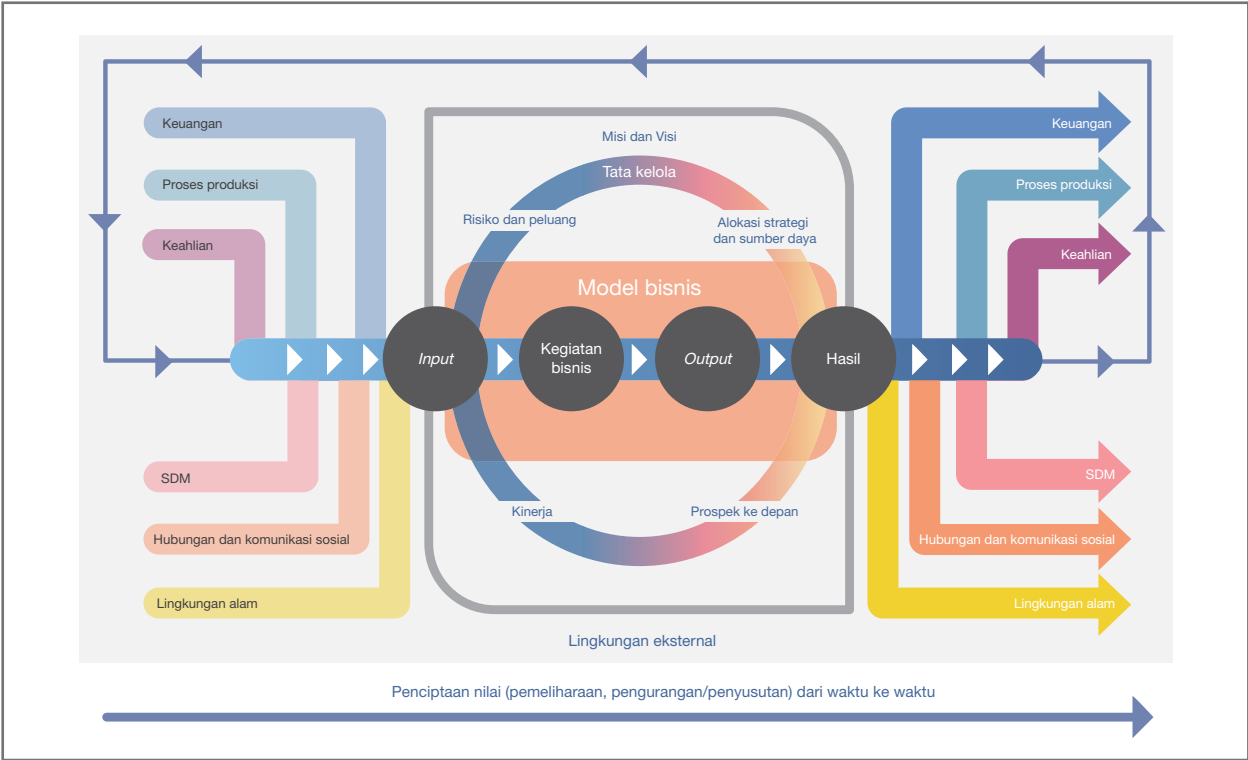 Keuangan
Proses produksi
Keahlian
SDM
Hubungan dan komunikasi sosial
Lingkungan alam
Misi dan Visi
Tata kelola
Risiko dan peluang
Alokasi strategi
dan sumber daya
Model bisnis
Input
Kegiatan
bisnis
Output
Hasil
Kinerja
Prospek ke depan
Lingkungan eksternal
Keuangan
Proses produksi
Keahlian
SDM
Hubungan dan komunikasi sosial
Lingkungan alam
Penciptaan nilai (pemeliharaan, pengurangan/penyusutan) dari waktu ke waktu